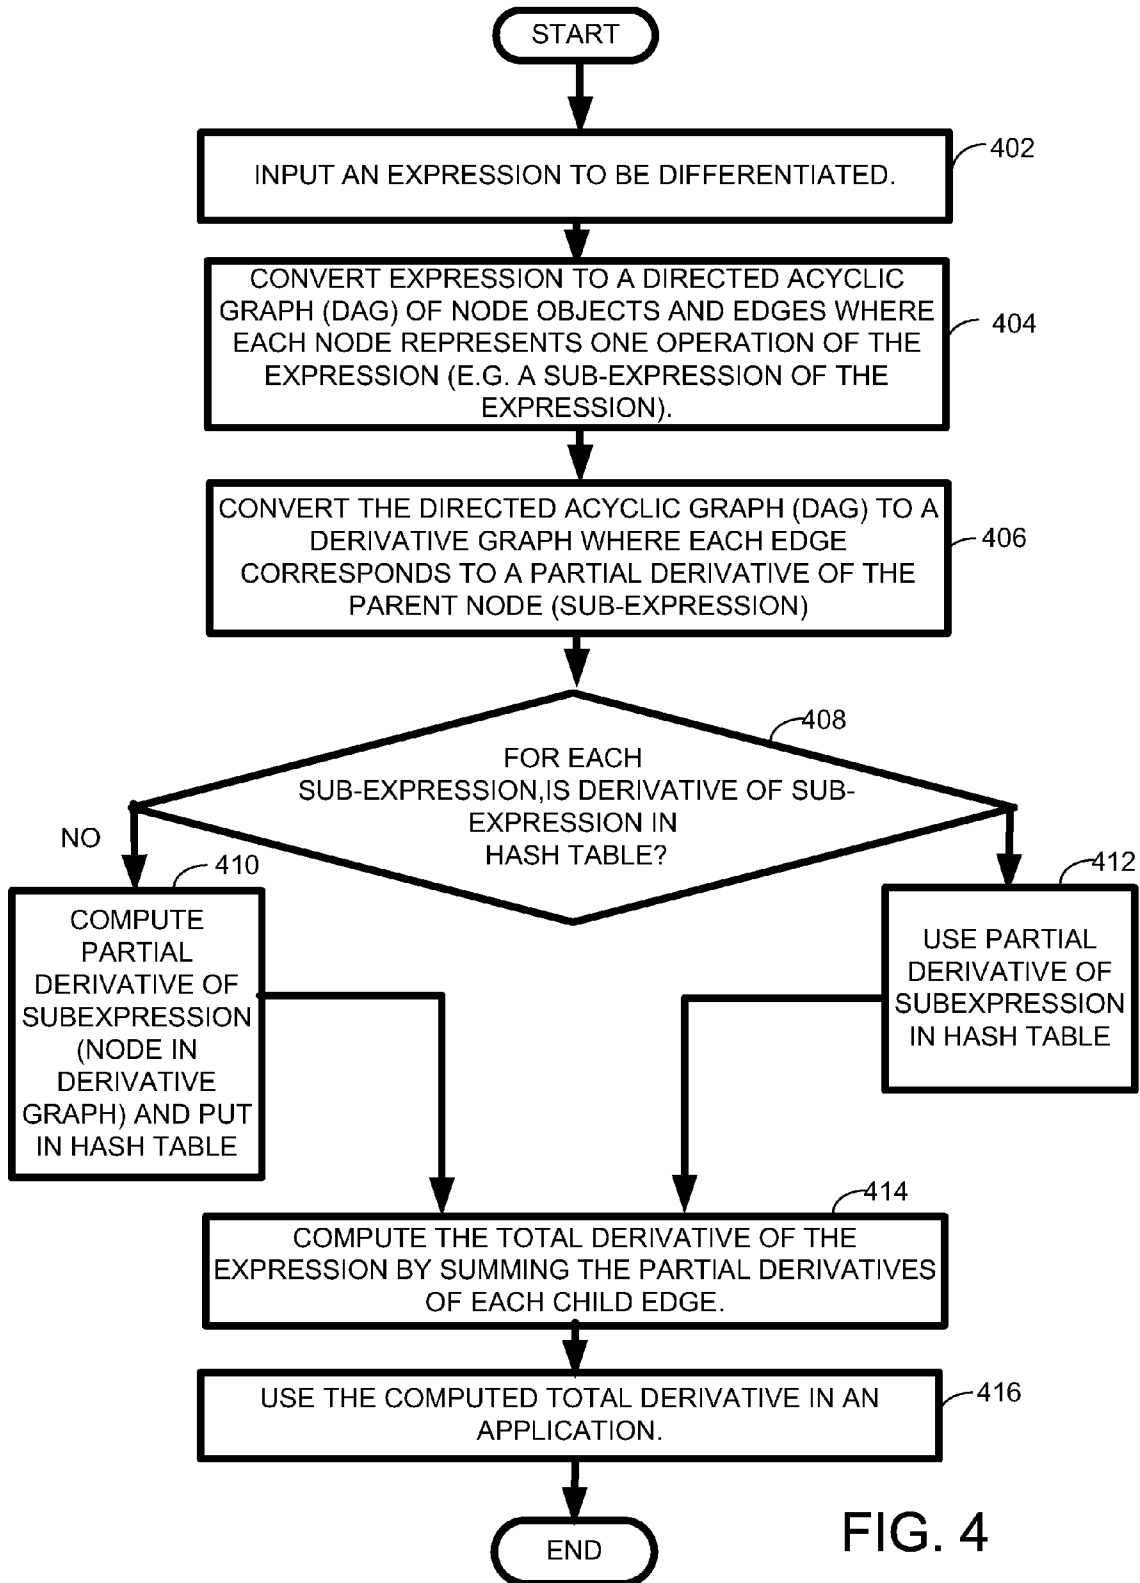 START
402
INPUT AN EXPRESSION TO BE DIFFERENTIATED.
CONVERT EXPRESSION TO A DIRECTED ACYCLIC
GRAPH (DAG) OF NODE OBJECTS AND EDGES WHERE
EACH NODE REPRESENTS ONE OPERATION OF THE
EXPRESSION (E.G. A SUB-EXPRESSION OF THE
EXPRESSION).
404
CONVERT THE DIRECTED ACYCLIC GRAPH (DAG) TO A
DERIVATIVE GRAPH WHERE EACH EDGE
CORRESPONDS TO A PARTIAL DERIVATIVE OF THE
PARENT NODE (SUB-EXPRESSION)
406
408
FOR EACH
SUB-EXPRESSION,IS DERIVATIVE OF SUB-
EXPRESSION IN
HASH TABLE?
NO
410
COMPUTE
PARTIAL
DERIVATIVE OF
SUBEXPRESSION
(NODE IN
DERIVATIVE
GRAPH) AND PUT
IN HASH TABLE
412
USE PARTIAL
DERIVATIVE OF
SUBEXPRESSION
IN HASH TABLE
414
COMPUTE THE TOTAL DERIVATIVE OF THE
EXPRESSION BY SUMMING THE PARTIAL DERIVATIVES
OF EACH CHILD EDGE.
USE THE COMPUTED TOTAL DERIVATIVE IN AN
APPLICATION.
416
END
FIG. 4